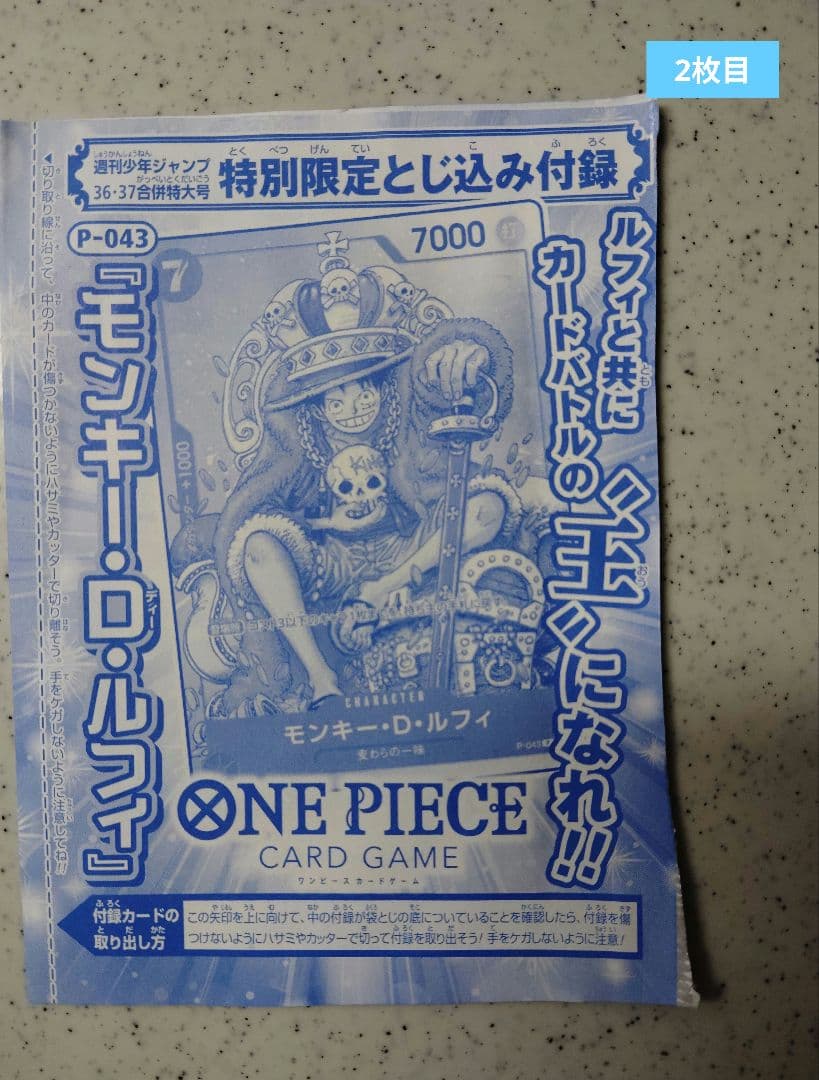 2枚目
週刊少年ジャンプ
36・37合併特大号
特別限定とじ込み付録
P-043
『モンキー・D・ルフィ』
ルフィと共に
カードバトルの
〝王〟になれ!!
◀切り取り線に沿って、中のカードが傷つかないようにハサミやカッターで切り離そう。手をケガしないように注意してね!!
7
7000
打
カウンター+1000
KING
CHARACTER
モンキー・D・ルフィ
麦わらの一味
P-043
ONE PIECE
CARD GAME
ワンピースカードゲーム
付録カードの
取り出し方
この矢印を上に向けて、中の付録が袋とじの底についていることを確認したら、付録を傷
つけないようにハサミやカッターで切って付録を取り出そう!手をケガしないように注意!